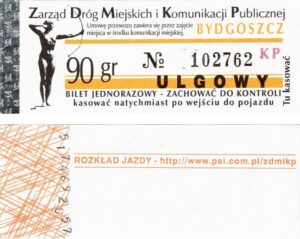 Zarząd Dróg Miejskich i Komunikacji Publicznej
Umowę przewozu zawiera się przez zajęcie
miejsca w środku komunikacji miejskiej.
BYDGOSZCZ
90 gr № 102762 KP
ULGOWY
BILET JEDNORAZOWY - ZACHOWAĆ DO KONTROLI
kasować natychmiast po wejściu do pojazdu
Tu kasować
ROZKŁAD JAZDY - http://www.psi.com.pl/zdmikp